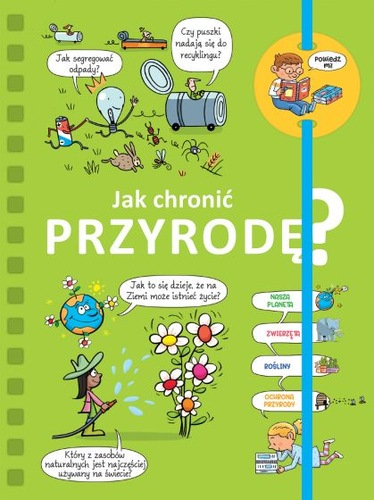 Czy puszki
nadają się do
recyklingu?
Jak segregować
odpady?
POWIEDZ
MI!
Jak chronić
PRZYRODĘ?
Jak to się dzieje, że na
Ziemi może istnieć życie?
NASZA
PLANETA
ZWIERZĘTA
ROŚLINY
OCHRONA
PRZYRODY
Który z zasobów
naturalnych jest najczęściej
używany na świecie?